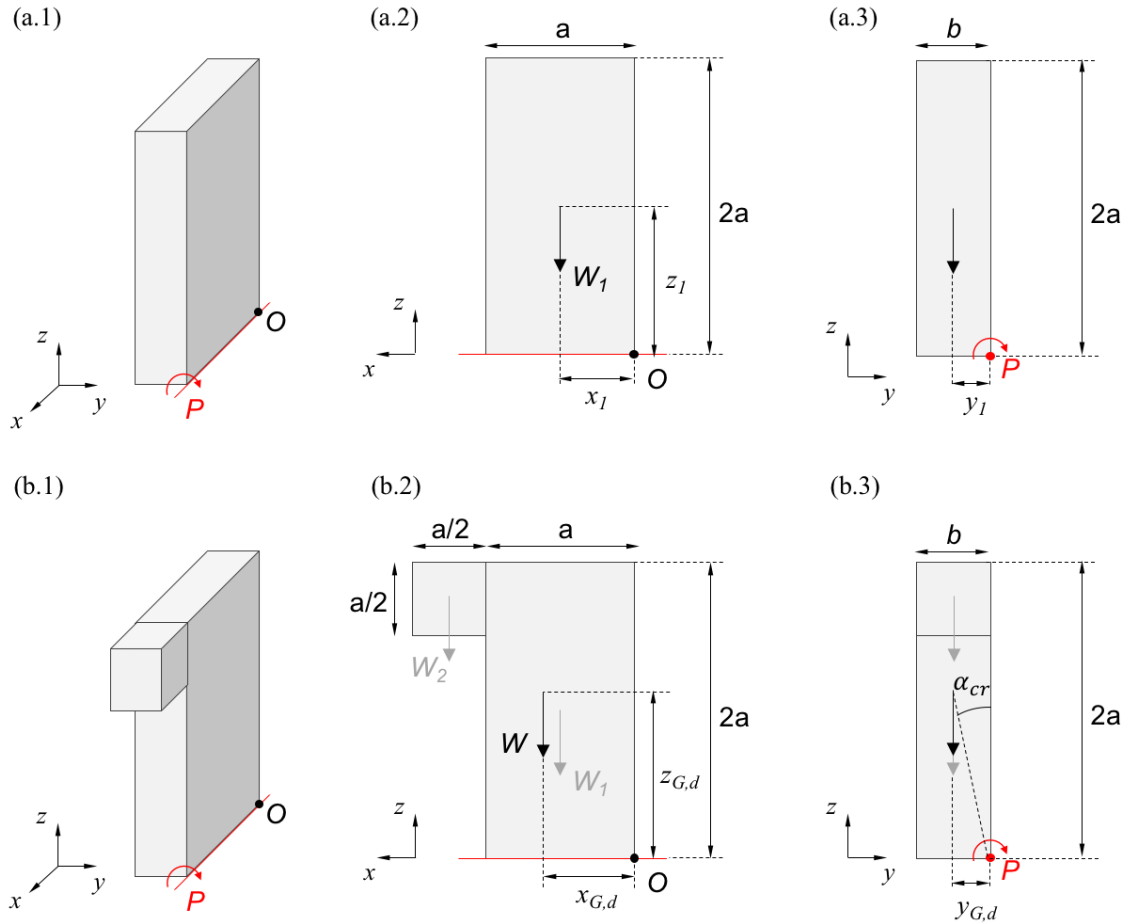 (a.1)
z
x
y
P
O
(a.2)
a
2a
W1
z1
z
x
x1
O
(a.3)
b
2a
z
y
P
y1
(b.1)
z
x
y
P
O
(b.2)
a/2
a
a/2
W2
2a
W
W1
zG,d
z
x
xG,d
O
(b.3)
b
αcr
2a
z
y
P
yG,d